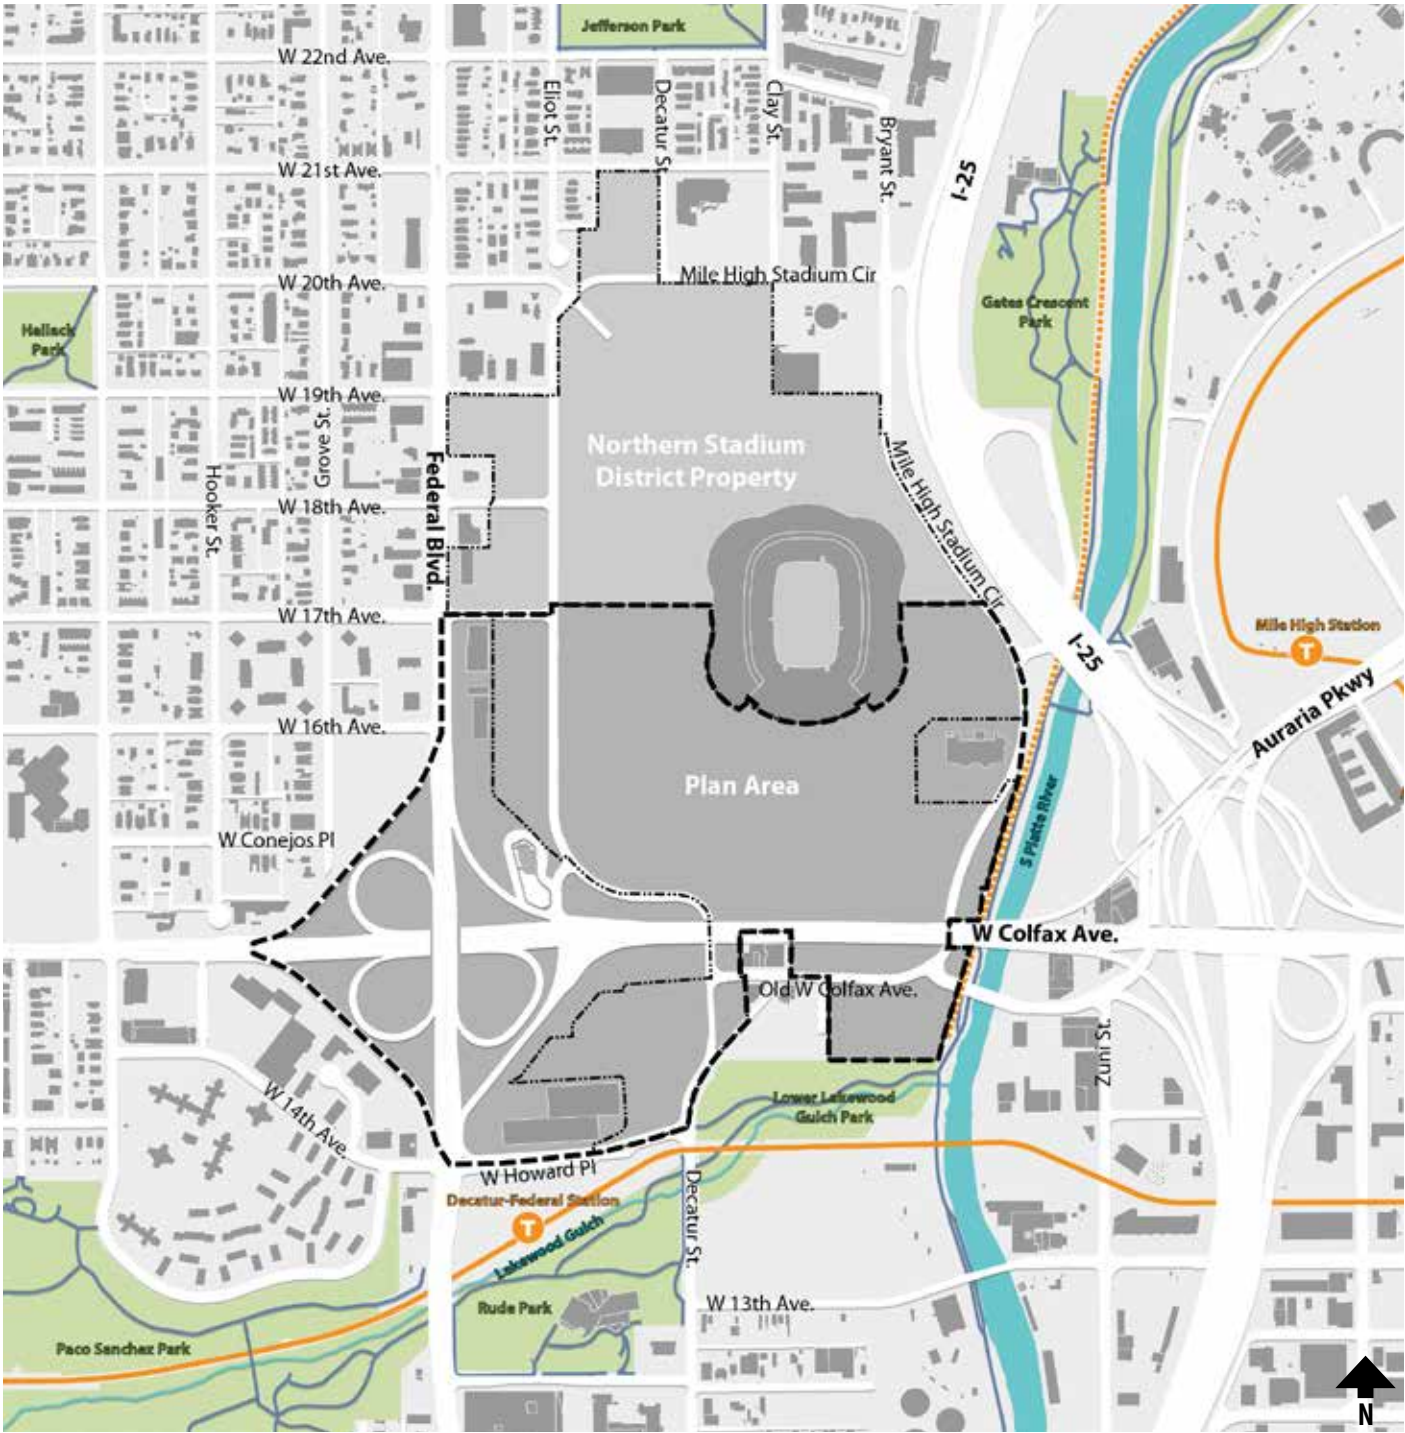 Jefferson Park
W 22nd Ave.
Eliot St.
Decatur St.
Clay St.
Bryant St.
I-25
W 21st Ave.
Mile High Stadium Cir
W 20th Ave.
Gates Crescent
Park
Hallack
Park
W 19th Ave.
Grove St.
Northern Stadium
District Property
Federal Blvd.
Hooker St.
Mile High Stadium Cir
W 18th Ave.
W 17th Ave.
Mile High Station
T
I-25
Auraria Pkwy
W 16th Ave.
Plan Area
S Platte River
W Conejos Pl
W Colfax Ave.
Old W Colfax Ave.
Zuni St.
W 14th Ave.
Lower Lakewood
Gulch Park
W Howard Pl
Decatur-Federal Station
T
Lakewood Gulch
Decatur St.
Rude Park
W 13th Ave.
Paco Sanchez Park
N